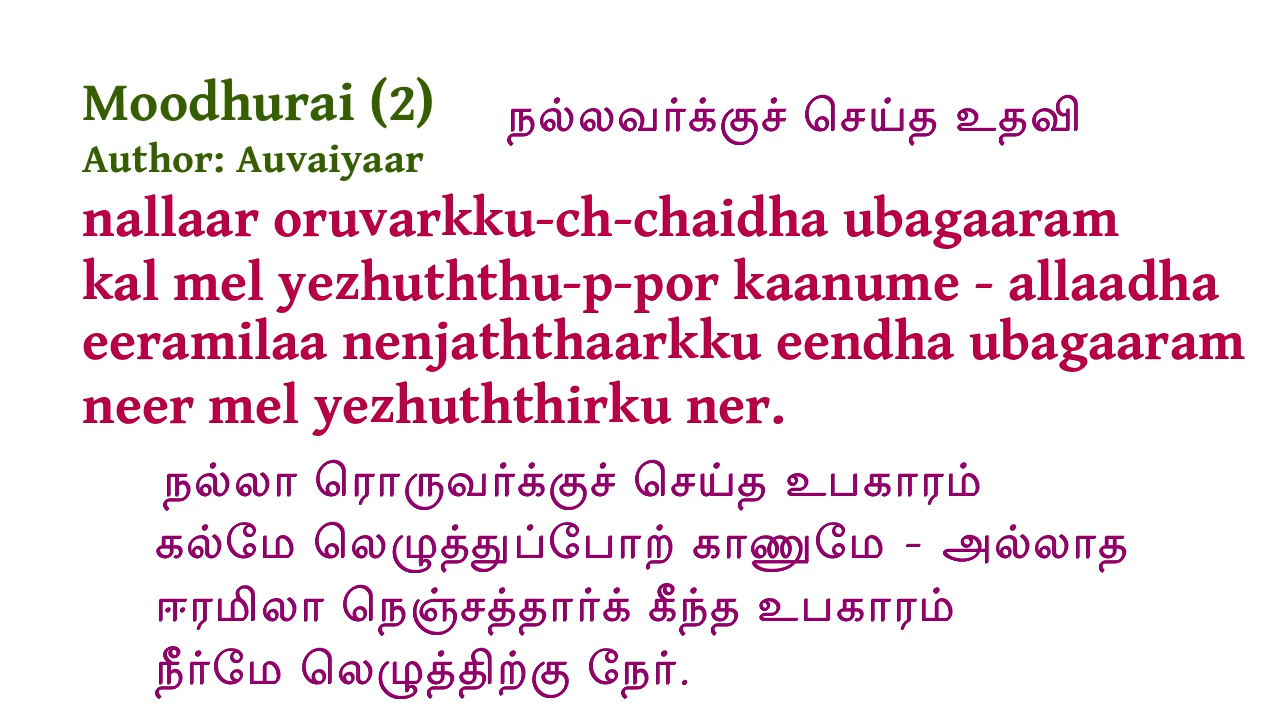 Moodhurai (2)
நல்லவர்க்குச் செய்த உதவி
Author: Auvaiyaar
nallaar oruvarkku-ch-chaidha ubagaaram
kal mel yezhuththu-p-por kaanume - allaadha
eeramilaa nenjaththaarkku eendha ubagaaram
neer mel yezhuththirku ner.
நல்லா ரொருவர்க்குச் செய்த உபகாரம்
கல்மே லெழுத்துப்போற் காணுமே - அல்லாத
ஈரமிலா நெஞ்சத்தார்க் கீந்த உபகாரம்
நீர்மே லெழுத்திற்கு நேர்.